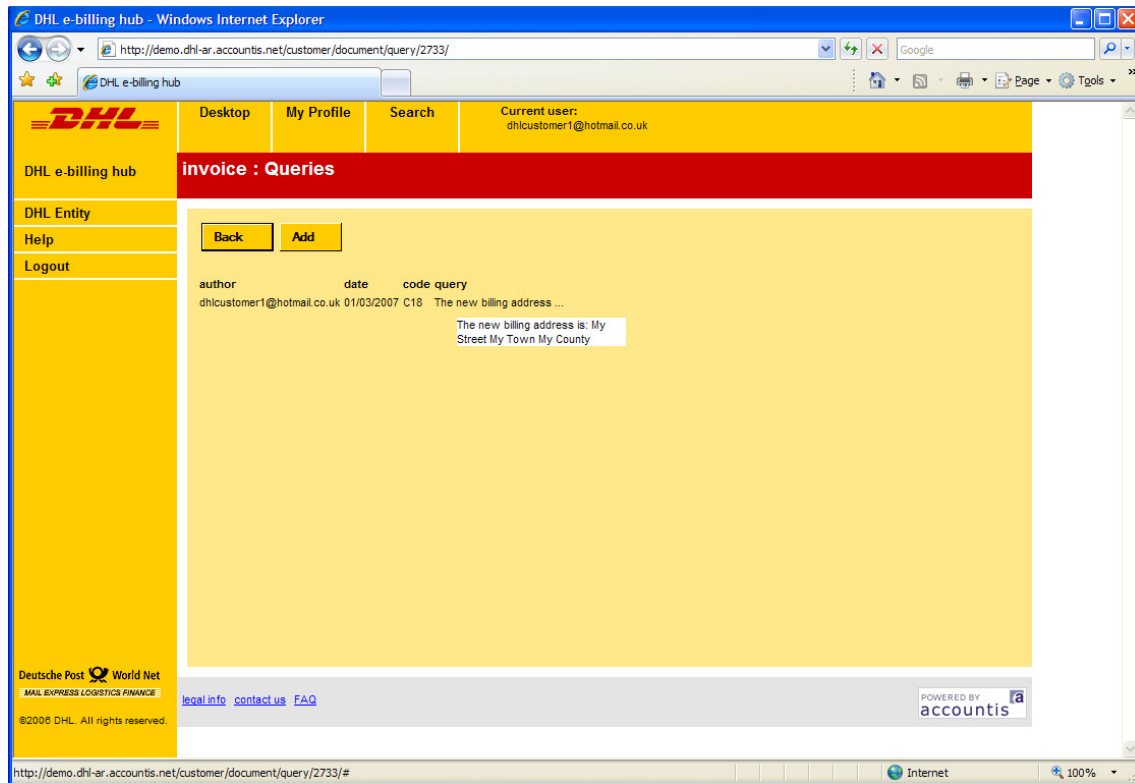 DHL e-billing hub - Windows Internet Explorer
http://demo.dhl-ar.accountis.net/customer/document/query/2733/
Google
DHL e-billing hub
Page
Tools
DHL
Desktop My Profile Search Current user:
dhlcustomer1@hotmail.co.uk
DHL e-billing hub
invoice : Queries
DHL Entity
Help
Logout
Back Add
author date code query
dhlcustomer1@hotmail.co.uk 01/03/2007 C18 The new billing address ...
The new billing address is: My
Street My Town My County
Deutsche Post World Net
MAIL EXPRESS LOGISTICS FINANCE
©2006 DHL. All rights reserved.
legal info contact us FAQ
POWERED BY
accountis
a
http://demo.dhl-ar.accountis.net/customer/document/query/2733/#
Internet
100%